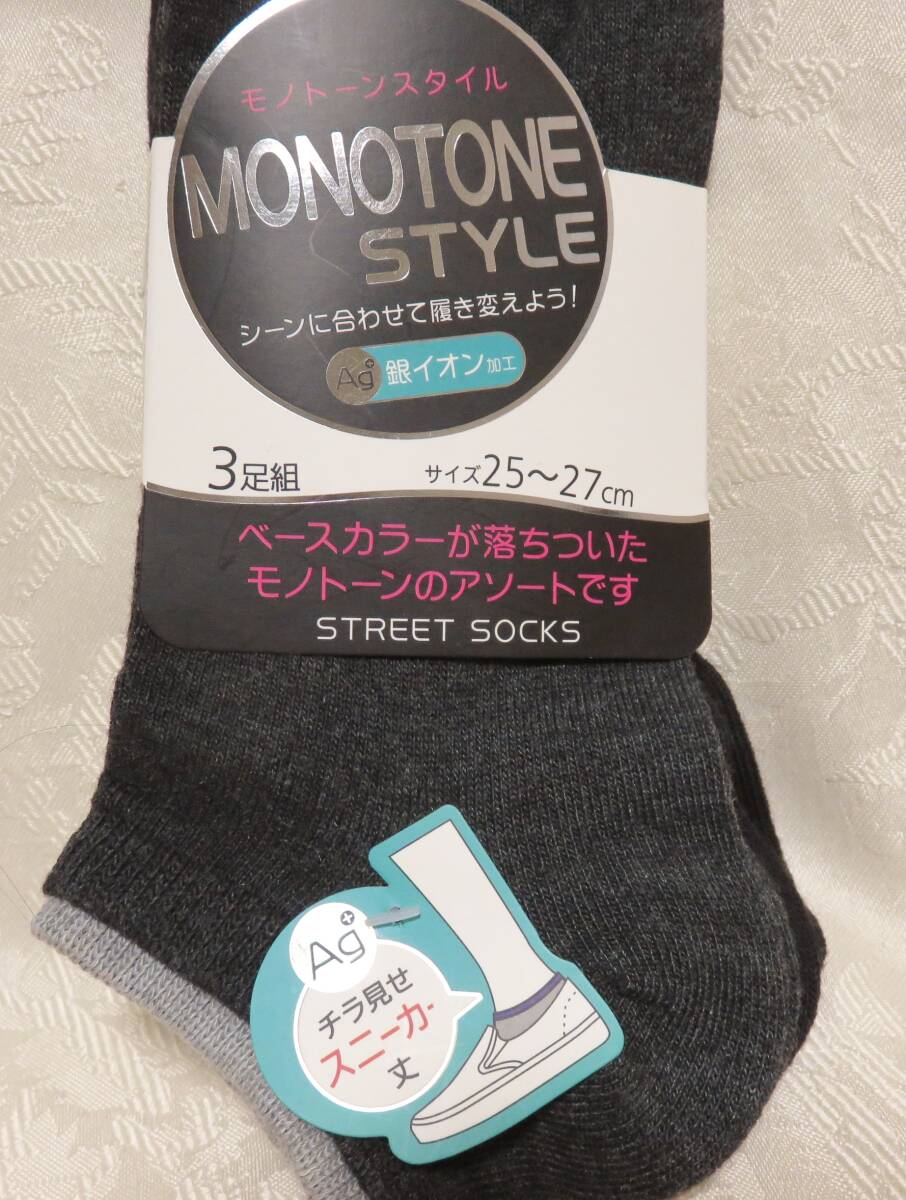 モノトーンスタイル
MONOTONE
STYLE
シーンに合わせて履き変えよう!
Ag+ 銀イオン加工
3足組 サイズ25〜27cm
ベースカラーが落ちついた
モノトーンのアソートです
STREET SOCKS
Ag+
チラ見せ
スニーカー
丈